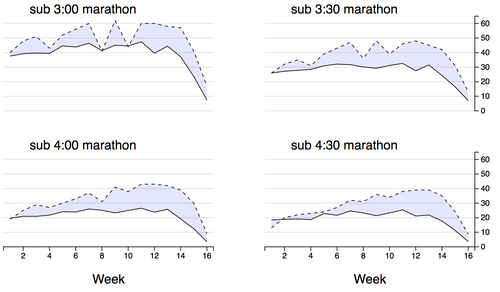 sub 3:00 marathon
sub 3:30 marathon
60
50
40
30
20
10
0
sub 4:00 marathon
sub 4:30 marathon
60
50
40
30
20
10
0
2 4 6 8 10 12 14 16
2 4 6 8 10 12 14 16
Week
Week